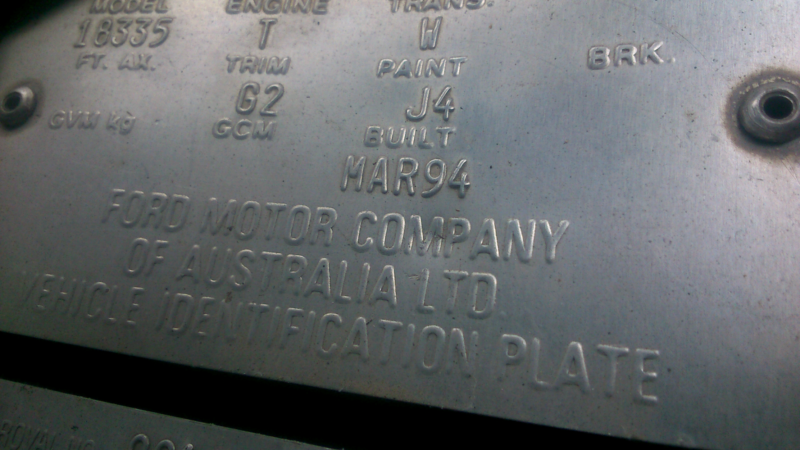 MODEL ENGINE TRANS.
18335 T W
FT. AX. TRIM PAINT BRK.
G2 J4
GVM kg GCM BUILT
MAR94
FORD MOTOR COMPANY
OF AUSTRALIA LTD.
VEHICLE IDENTIFICATION PLATE